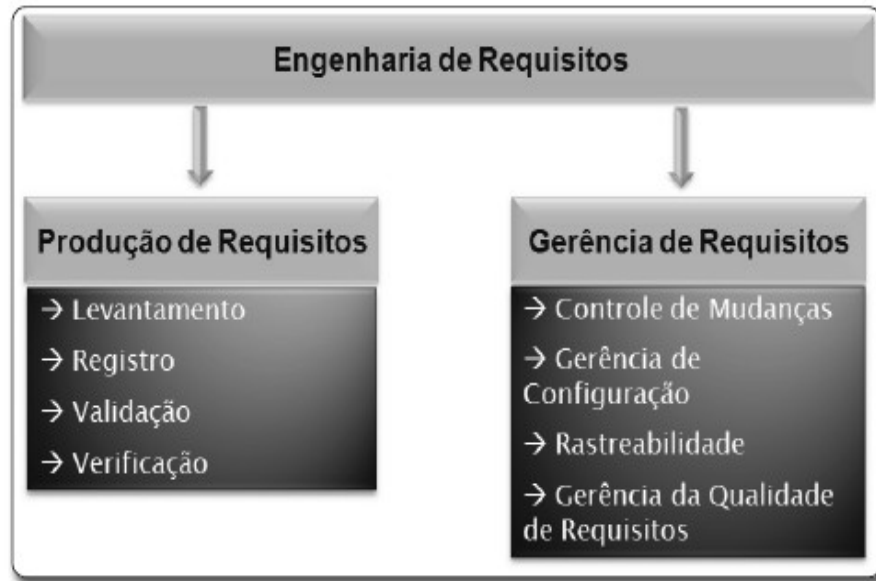 Engenharia de Requisitos
Produção de Requisitos
→ Levantamento
→ Registro
→ Validação
→ Verificação
Gerência de Requisitos
→ Controle de Mudanças
→ Gerência de
Configuração
→ Rastreabilidade
→ Gerência da Qualidade
de Requisitos